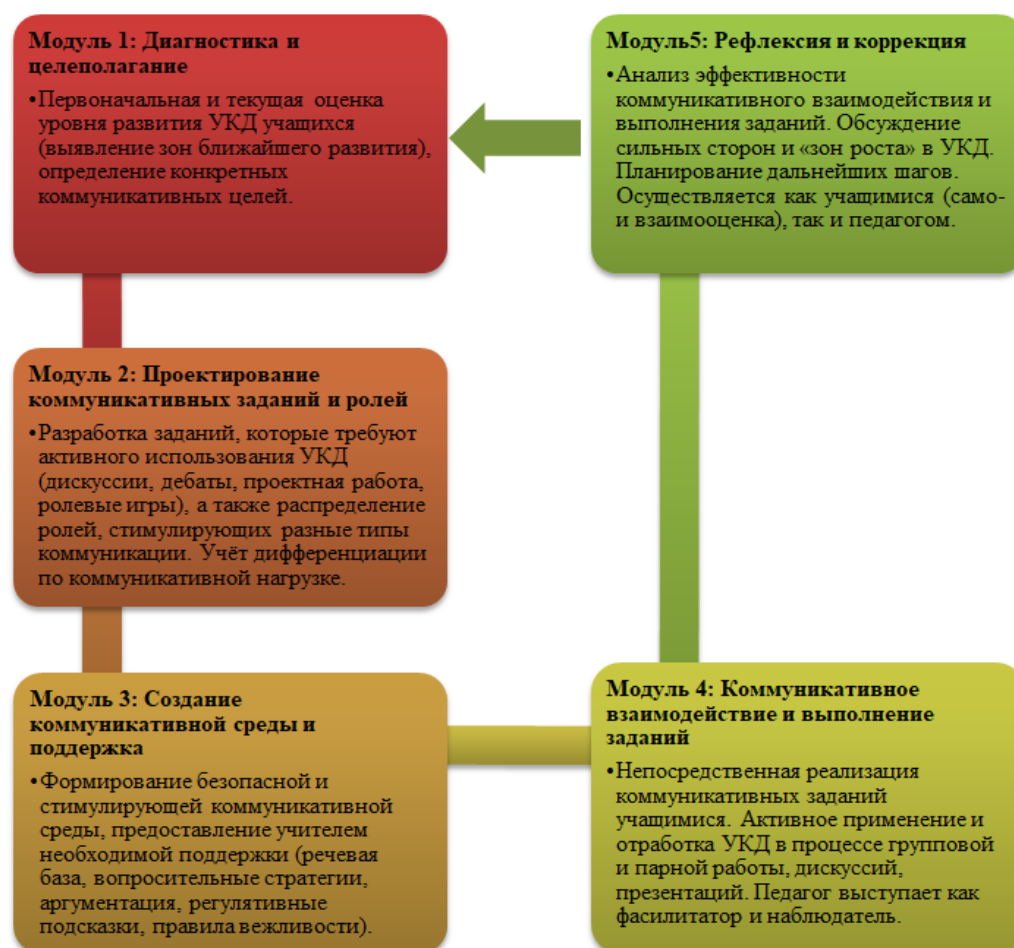 Модуль 1: Диагностика и
целеполагание
•Первоначальная и текущая оценка
уровня развития УКД учащихся
(выявление зон ближайшего развития),
определение конкретных
коммуникативных целей.
Модуль 2: Проектирование
коммуникативных заданий и ролей
•Разработка заданий, которые требуют
активного использования УКД
(дискуссии, дебаты, проектная работа,
ролевые игры), а также распределение
ролей, стимулирующих разные типы
коммуникации. Учёт дифференциации
по коммуникативной нагрузке.
Модуль 3: Создание
коммуникативной среды и
поддержка
•Формирование безопасной и
стимулирующей коммуникативной
среды, предоставление учителем
необходимой поддержки (речевая
база, вопросительные стратегии,
аргументация, регулятивные
подсказки, правила вежливости).
Модуль 4: Коммуникативное
взаимодействие и выполнение
заданий
•Непосредственная реализация
коммуникативных заданий
учащимися. Активное применение и
отработка УКД в процессе групповой
и парной работы, дискуссий,
презентаций. Педагог выступает как
фасилитатор и наблюдатель.
Модуль5: Рефлексия и коррекция
•Анализ эффективности
коммуникативного взаимодействия и
выполнения заданий. Обсуждение
сильных сторон и «зон роста» в УКД.
Планирование дальнейших шагов.
Осуществляется как учащимися (само-
и взаимооценка), так и педагогом.